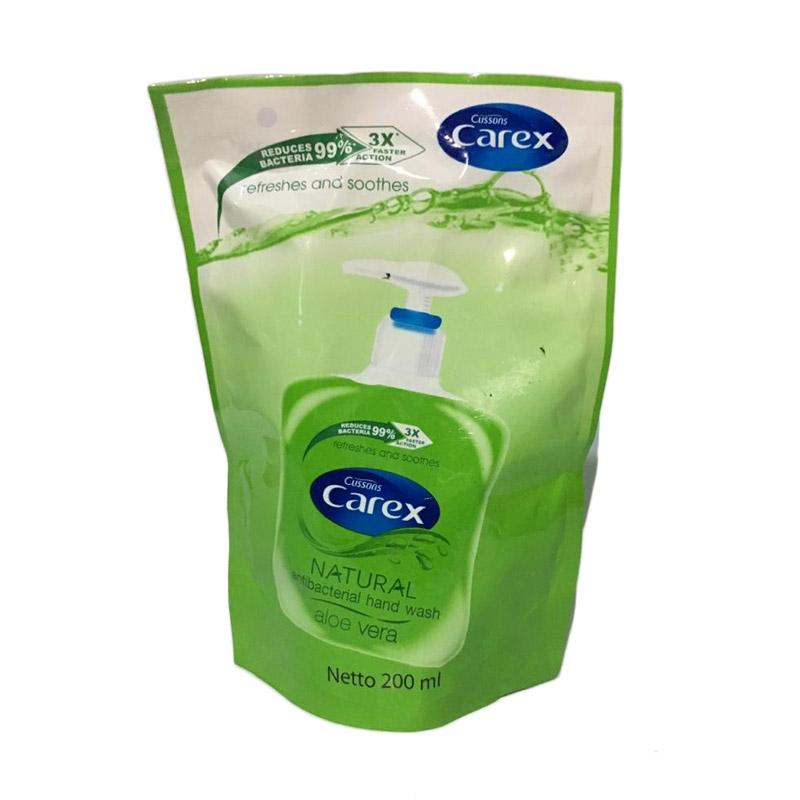 Cussons
Carex
REDUCES
BACTERIA 99%*
3X*
FASTER
ACTION
refreshes and soothes
REDUCES
BACTERIA 99%*
3X*
FASTER
ACTION
refreshes and soothes
Cussons
Carex
NATURAL
antibacterial hand wash
aloe vera
Netto 200 ml